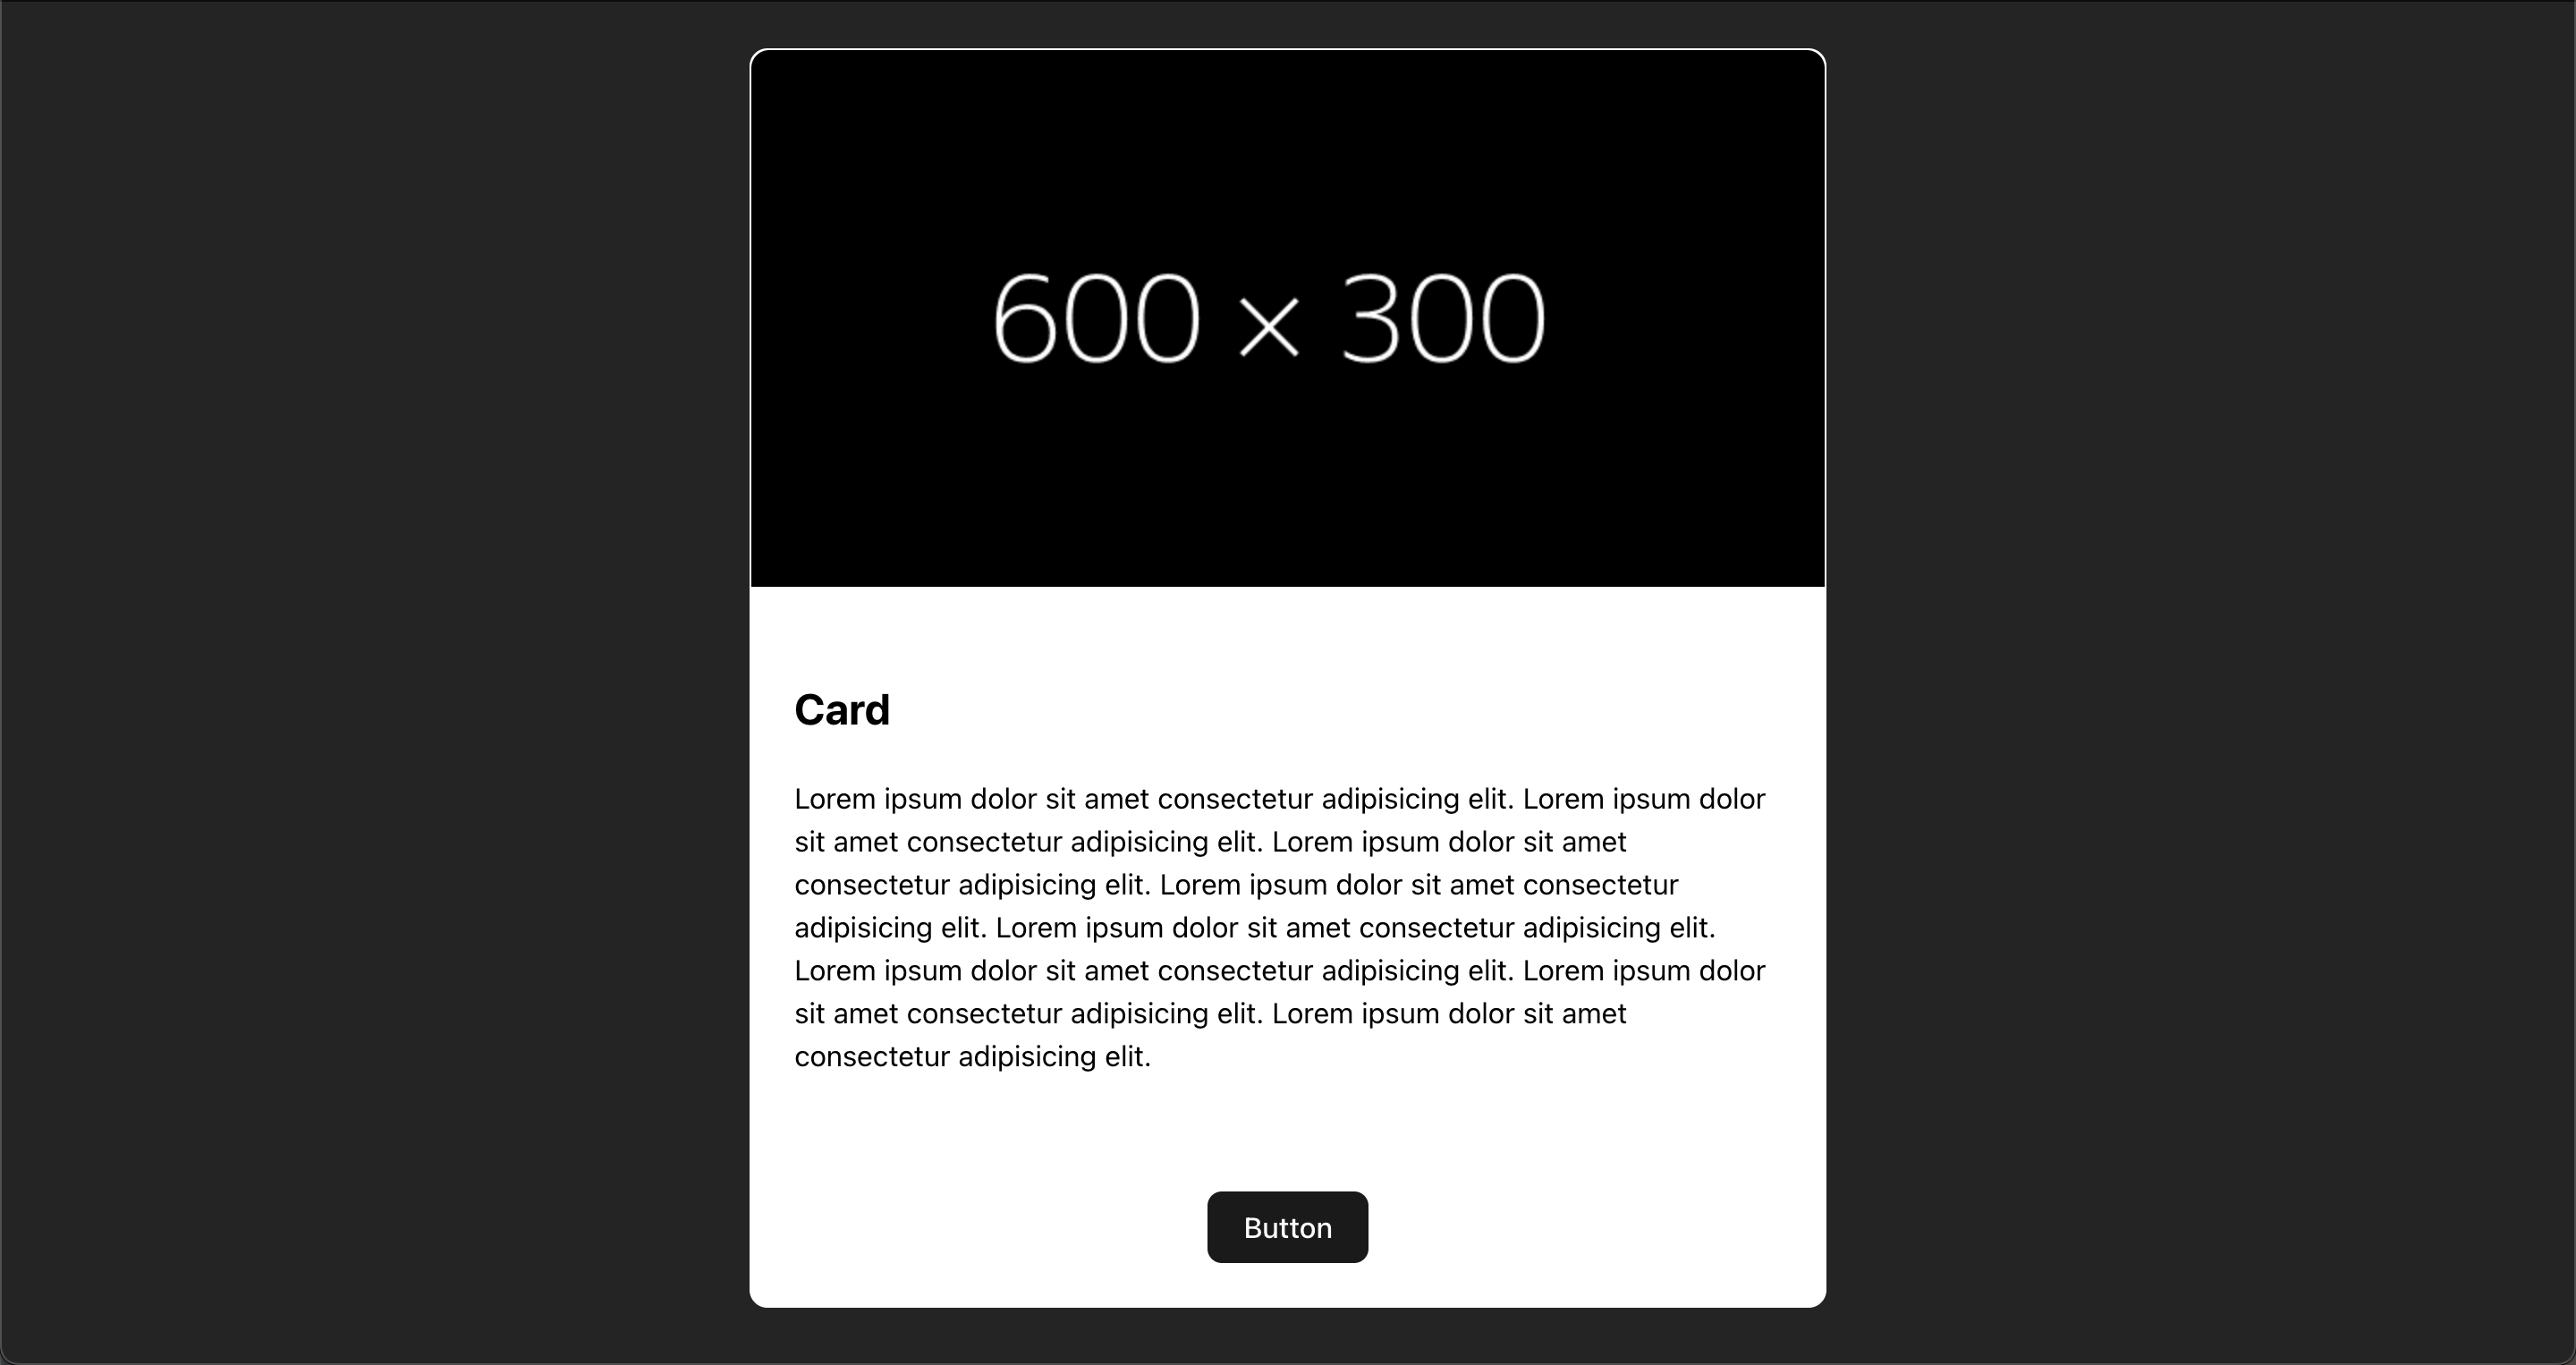 600 × 300
Card
Lorem ipsum dolor sit amet consectetur adipisicing elit. Lorem ipsum dolor
sit amet consectetur adipisicing elit. Lorem ipsum dolor sit amet
consectetur adipisicing elit. Lorem ipsum dolor sit amet consectetur
adipisicing elit. Lorem ipsum dolor sit amet consectetur adipisicing elit.
Lorem ipsum dolor sit amet consectetur adipisicing elit. Lorem ipsum dolor
sit amet consectetur adipisicing elit. Lorem ipsum dolor sit amet
consectetur adipisicing elit.
Button